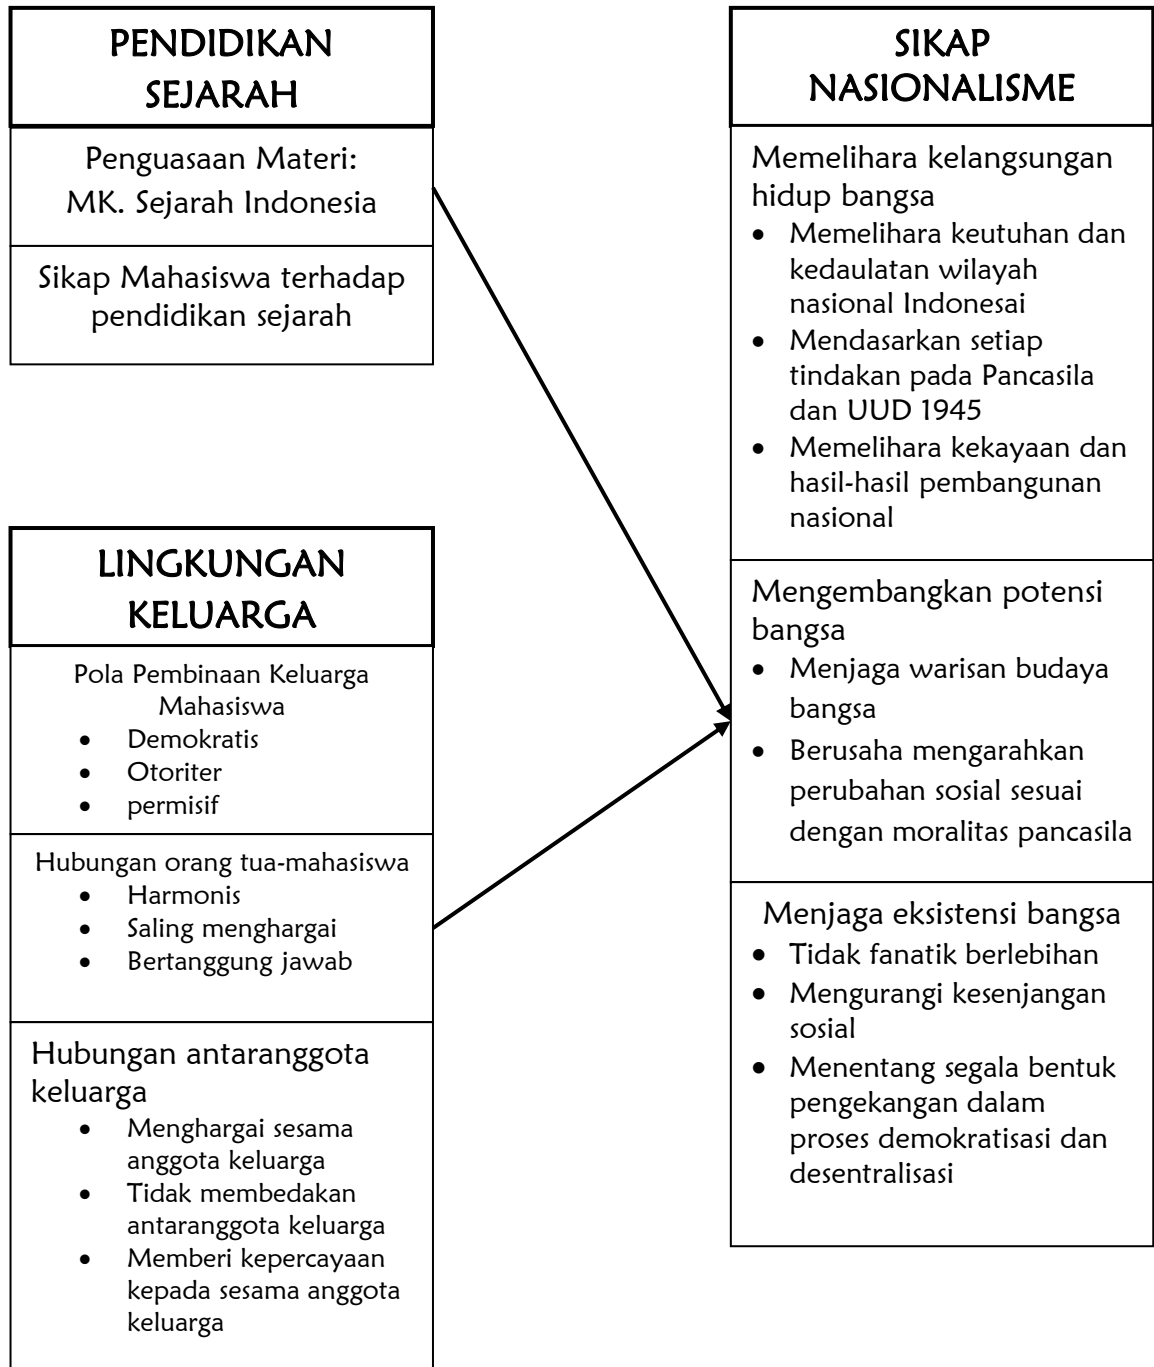 PENDIDIKAN
SEJARAH
Penguasaan Materi:
MK. Sejarah Indonesia
Sikap Mahasiswa terhadap
pendidikan sejarah
LINGKUNGAN
KELUARGA
Pola Pembinaan Keluarga
Mahasiswa
• Demokratis
• Otoriter
• permisif
Hubungan orang tua-mahasiswa
• Harmonis
• Saling menghargai
• Bertanggung jawab
Hubungan antaranggota
keluarga
• Menghargai sesama
anggota keluarga
• Tidak membedakan
antaranggota keluarga
• Memberi kepercayaan
kepada sesama anggota
keluarga
SIKAP
NASIONALISME
Memelihara kelangsungan
hidup bangsa
• Memelihara keutuhan dan
kedaulatan wilayah
nasional Indonesai
• Mendasarkan setiap
tindakan pada Pancasila
dan UUD 1945
• Memelihara kekayaan dan
hasil-hasil pembangunan
nasional
Mengembangkan potensi
bangsa
• Menjaga warisan budaya
bangsa
• Berusaha mengarahkan
perubahan sosial sesuai
dengan moralitas pancasila
Menjaga eksistensi bangsa
• Tidak fanatik berlebihan
• Mengurangi kesenjangan
sosial
• Menentang segala bentuk
pengekangan dalam
proses demokratisasi dan
desentralisasi